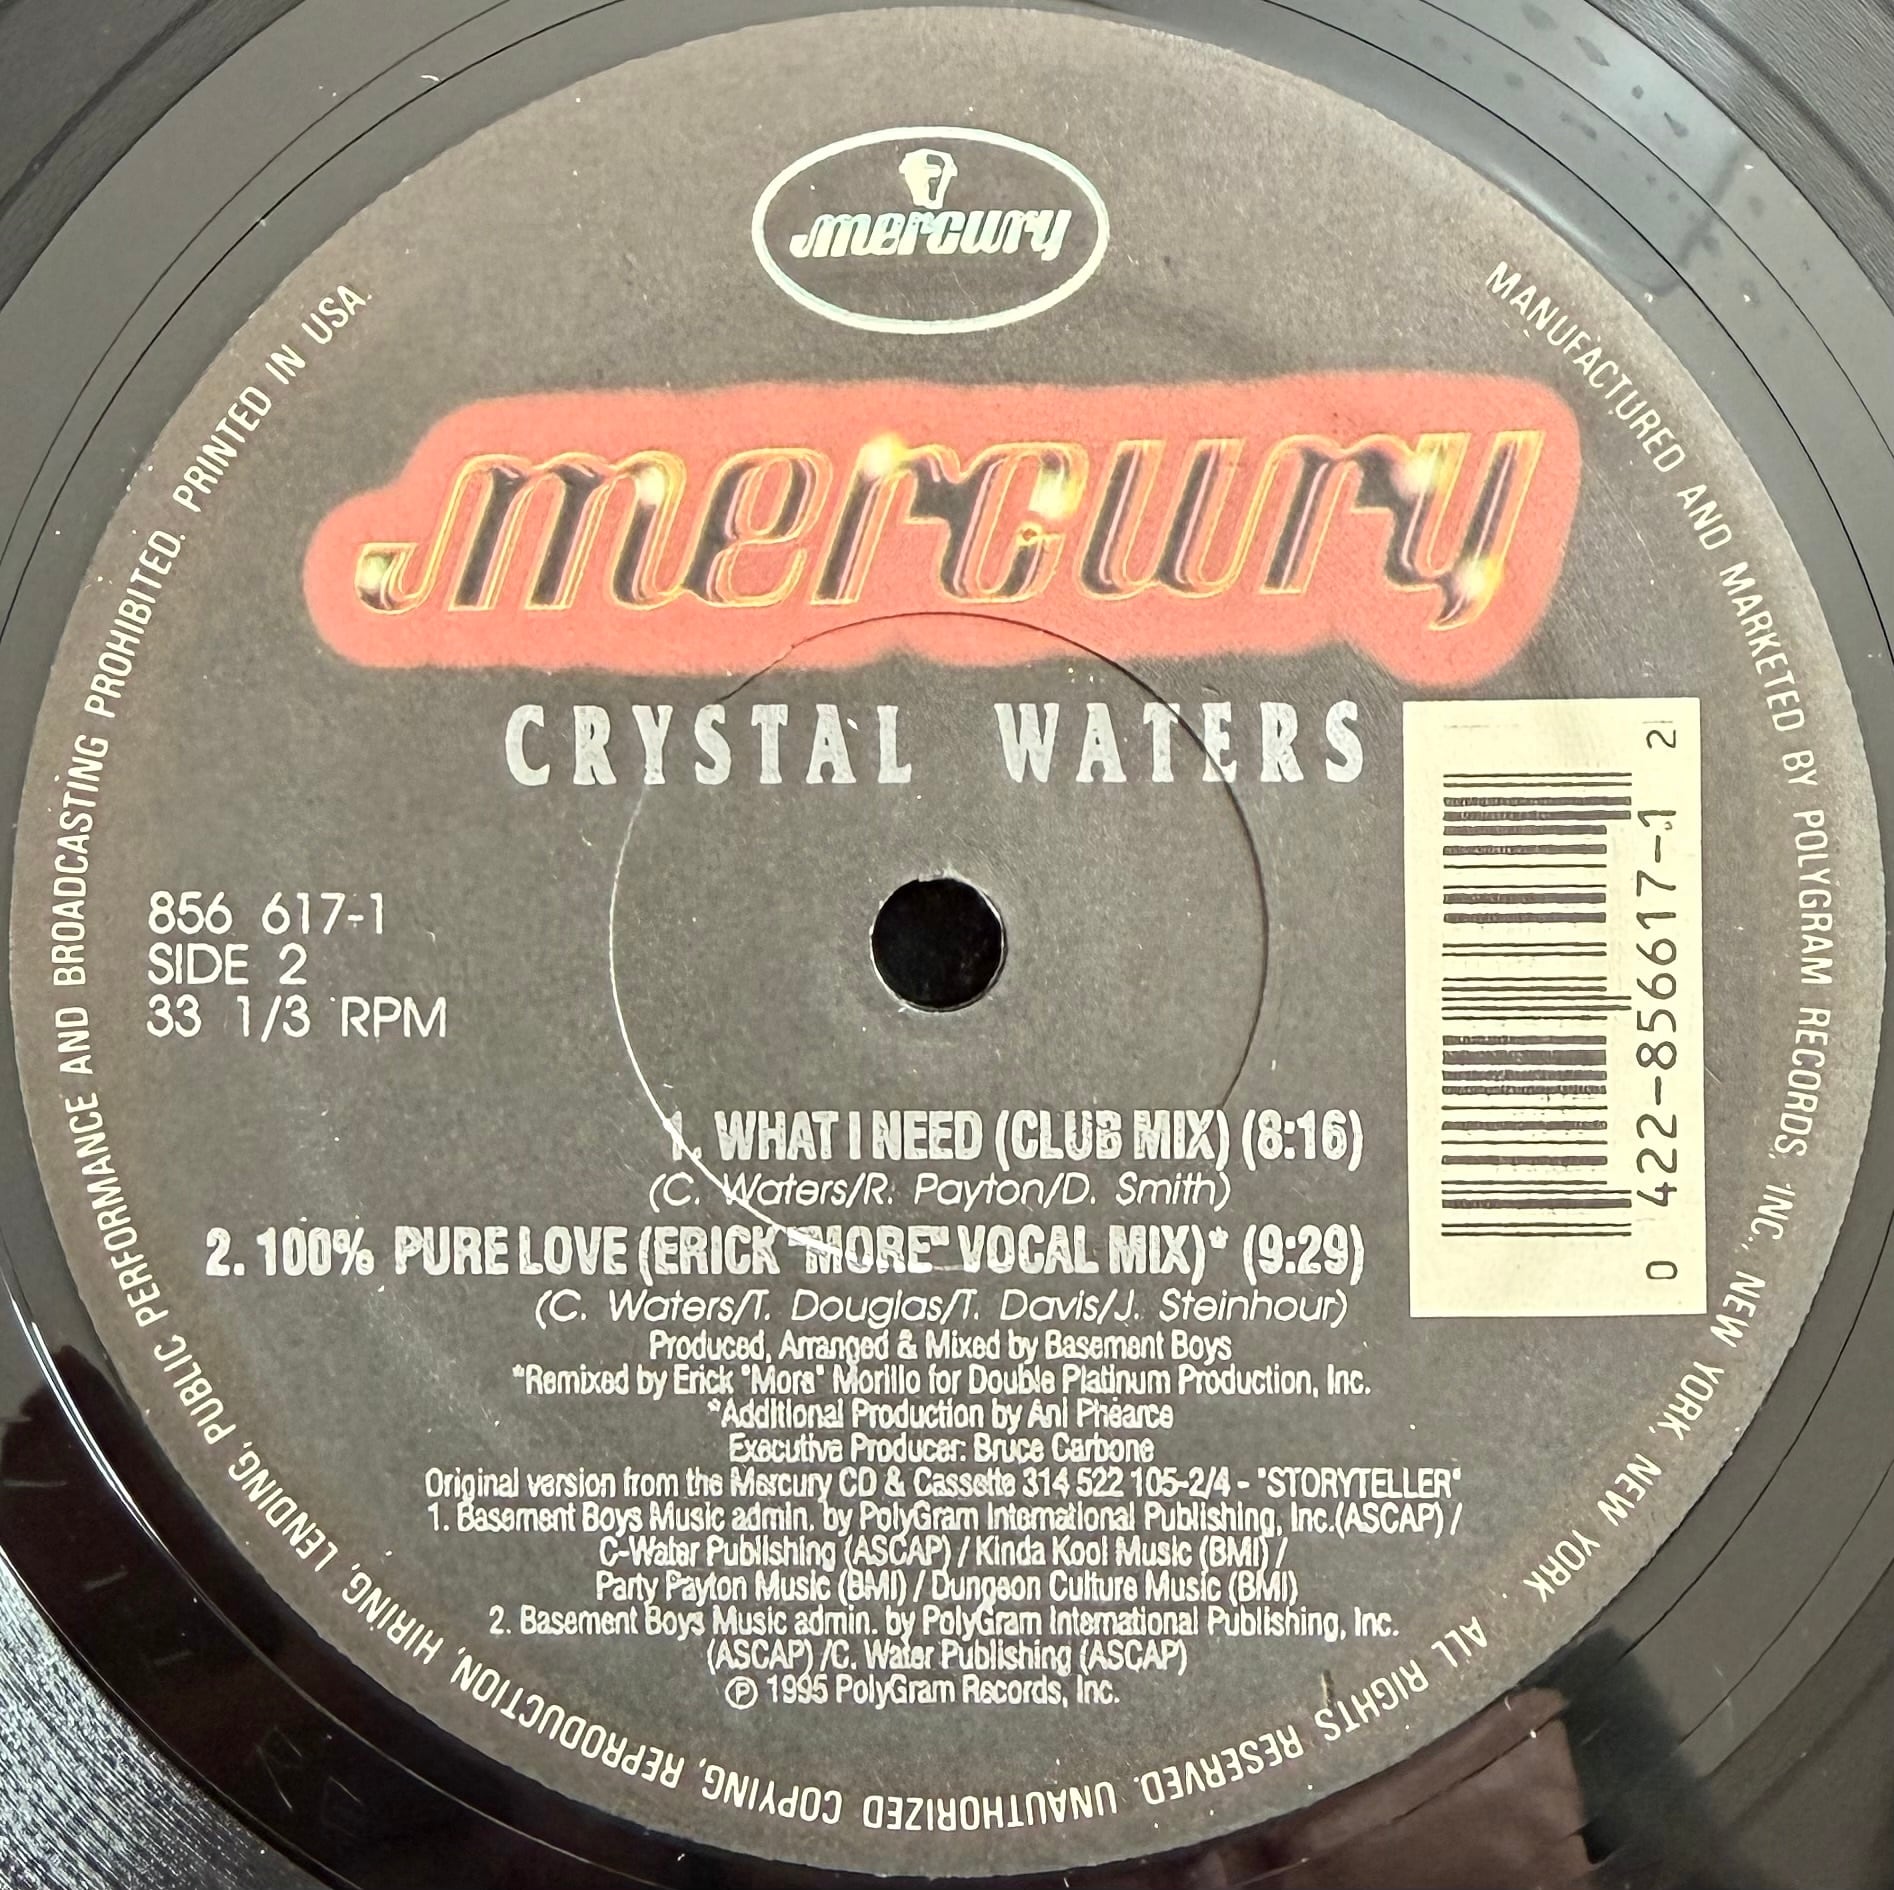 mercury
mercury
CRYSTAL WATERS
856 617-1
SIDE 2
33 1/3 RPM
1. WHAT I NEED (CLUB MIX) (8:16)
(C. Waters/R. Payton/D. Smith)
2. 100% PURE LOVE (ERICK "MORE" VOCAL MIX)* (9:29)
(C. Waters/T. Douglas/T. Davis/J. Steinhour)
Produced, Arranged & Mixed by Basement Boys
*Remixed by Erick "More" Morillo for Double Platinum Production, Inc.
*Additional Production by Ani Phearce
Executive Producer: Bruce Carbone
Original version from the Mercury CD & Cassette 314 522 105-2/4 - "STORYTELLER"
1. Basement Boys Music admin. by PolyGram International Publishing, Inc.(ASCAP) /
C-Water Publishing (ASCAP) / Kinda Kool Music (BMI) /
Party Payton Music (BMI) / Dungeon Culture Music (BMI)
2. Basement Boys Music admin. by PolyGram International Publishing, Inc.
(ASCAP) /C. Water Publishing (ASCAP)
℗ 1995 PolyGram Records, Inc.
0 422-856617-1 2
MANUFACTURED AND MARKETED BY POLYGRAM RECORDS, INC., NEW YORK, NEW YORK. ALL RIGHTS RESERVED. UNAUTHORIZED COPYING, REPRODUCTION, HIRING, LENDING, PUBLIC PERFORMANCE AND BROADCASTING PROHIBITED. PRINTED IN USA.